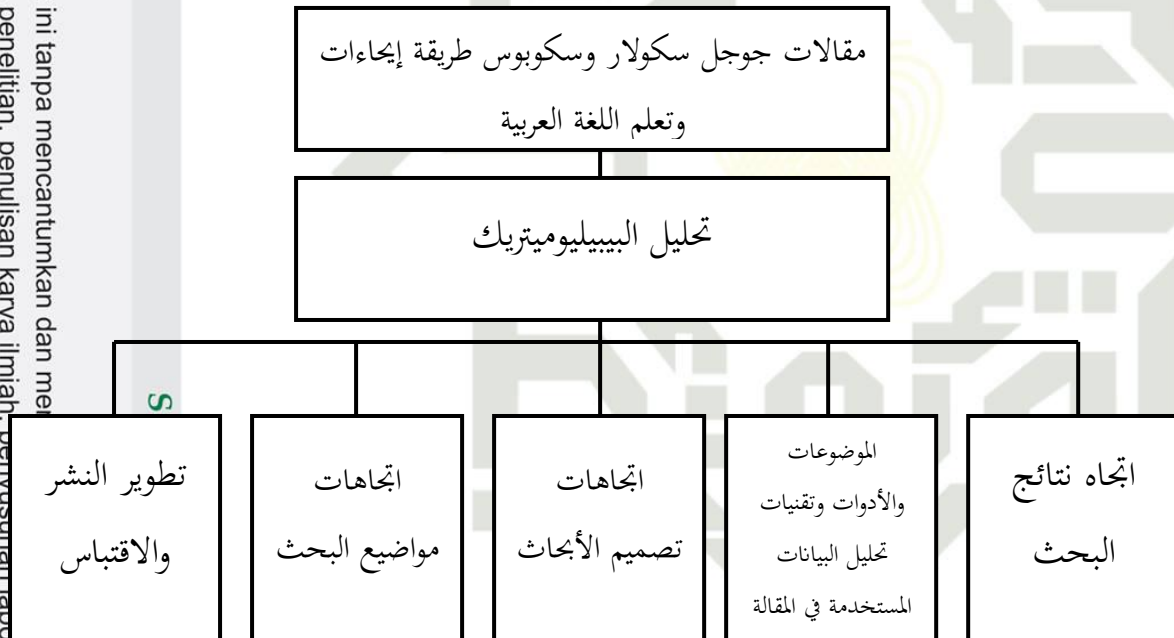 مقالات جوجل سكولار وسكوبوس طريقة إيحاءات
وتعلم اللغة العربية
تحليل البيبيليوميتريك
اتجاه نتائج
البحث
الموضوعات
والأدوات وتقنيات
تحليل البيانات
المستخدمة في المقالة
اتجاهات
تصميم الأبحاث
اتجاهات
مواضيع البحث
تطوير النشر
والاقتباس
ini tanpa mencantumkan dan
penelitian, penulisan karya ilmiah,
S